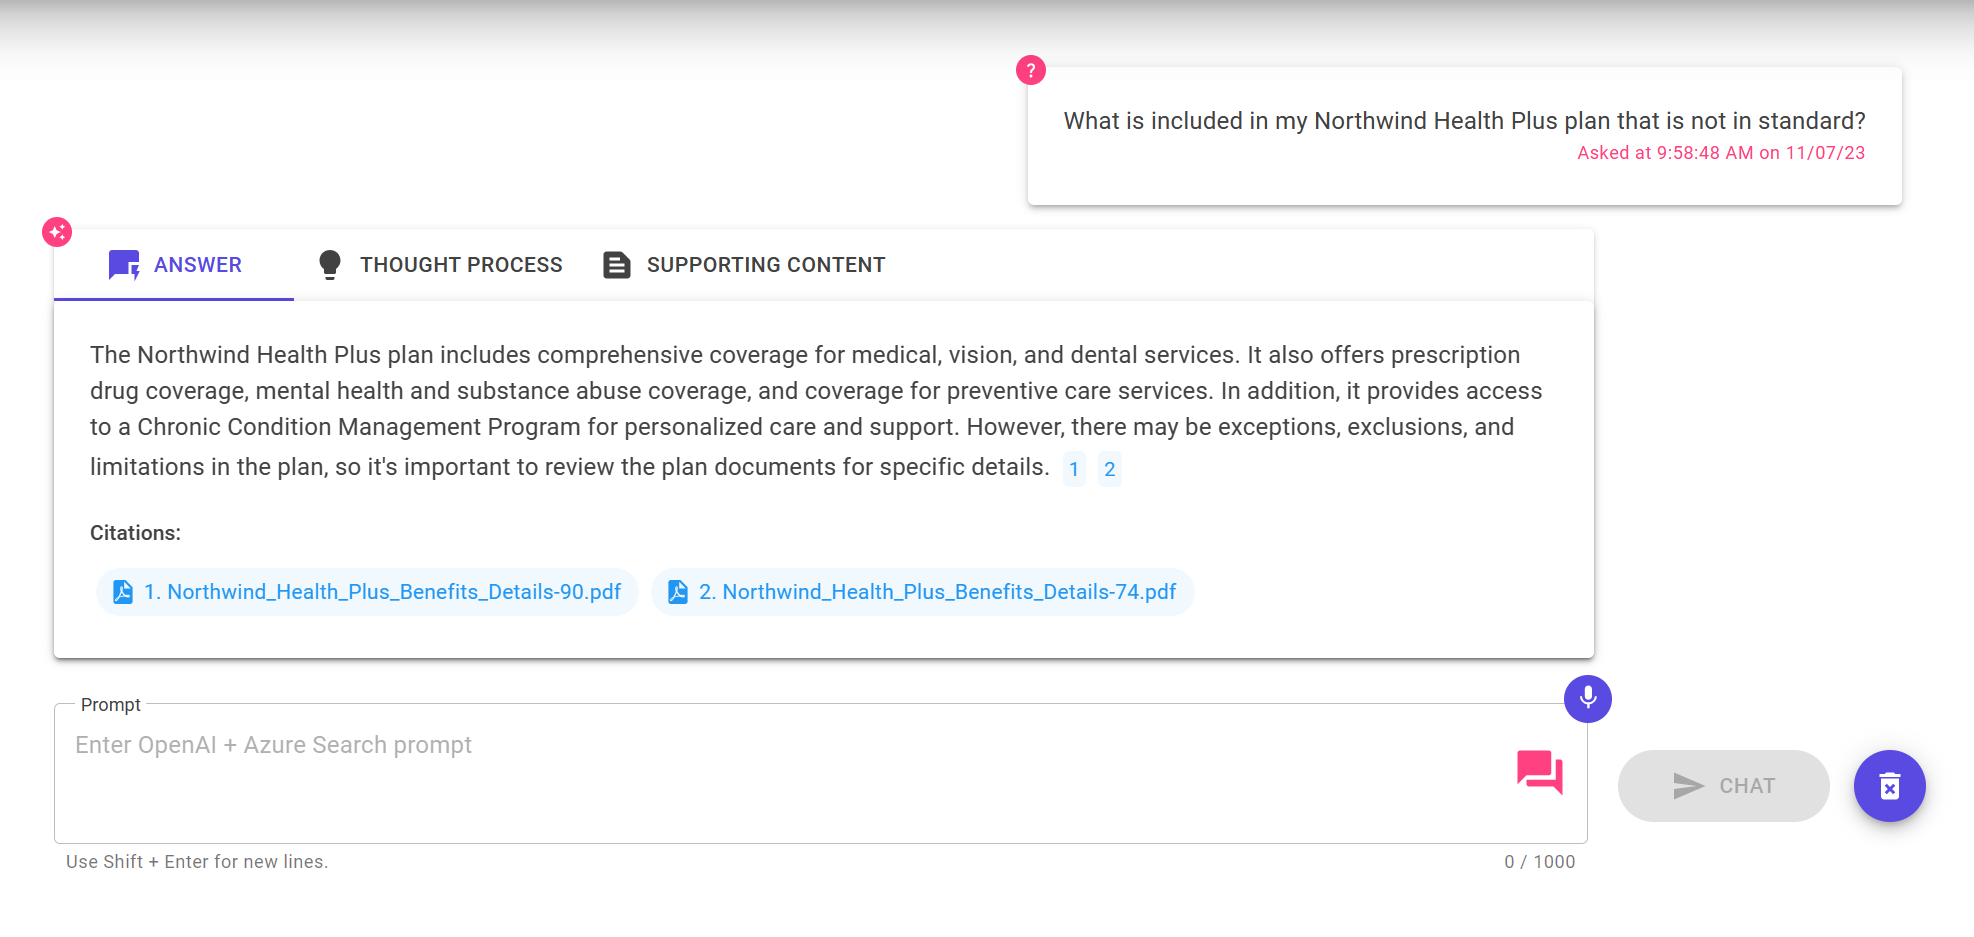 ?
What is included in my Northwind Health Plus plan that is not in standard?
Asked at 9:58:48 AM on 11/07/23
ANSWER
THOUGHT PROCESS
SUPPORTING CONTENT
The Northwind Health Plus plan includes comprehensive coverage for medical, vision, and dental services. It also offers prescription
drug coverage, mental health and substance abuse coverage, and coverage for preventive care services. In addition, it provides access
to a Chronic Condition Management Program for personalized care and support. However, there may be exceptions, exclusions, and
limitations in the plan, so it's important to review the plan documents for specific details. 1 2
Citations:
1. Northwind_Health_Plus_Benefits_Details-90.pdf
2. Northwind_Health_Plus_Benefits_Details-74.pdf
Prompt
Enter OpenAI + Azure Search prompt
CHAT
Use Shift + Enter for new lines.
0 / 1000